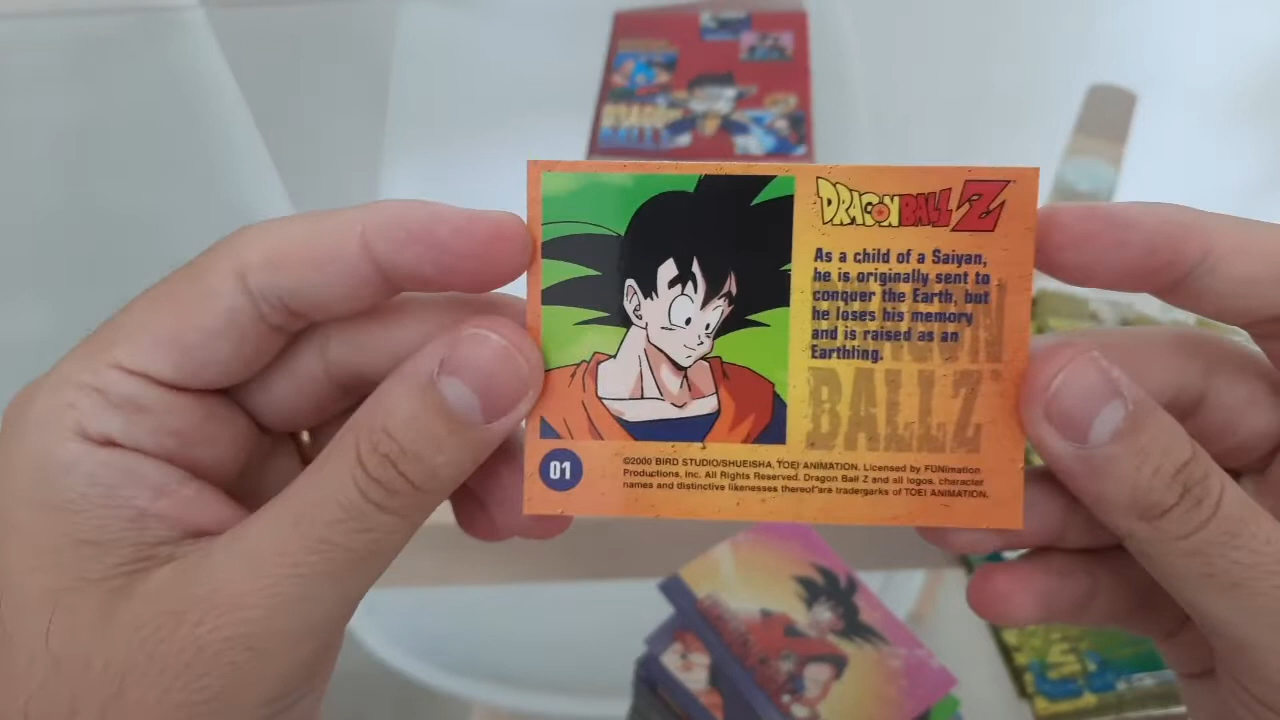 DRAGONBALL Z
As a child of a Saiyan,
he is originally sent to
conquer the Earth, but
he loses his memory
and is raised as an
Earthling.
BALLZ
01
©2000 BIRD STUDIO/SHUEISHA, TOEI ANIMATION. Licensed by FUNimation
Productions, Inc. All Rights Reserved. Dragon Ball Z and all logos, character
names and distinctive likenesses thereof are tradergarks of TOEI ANIMATION.